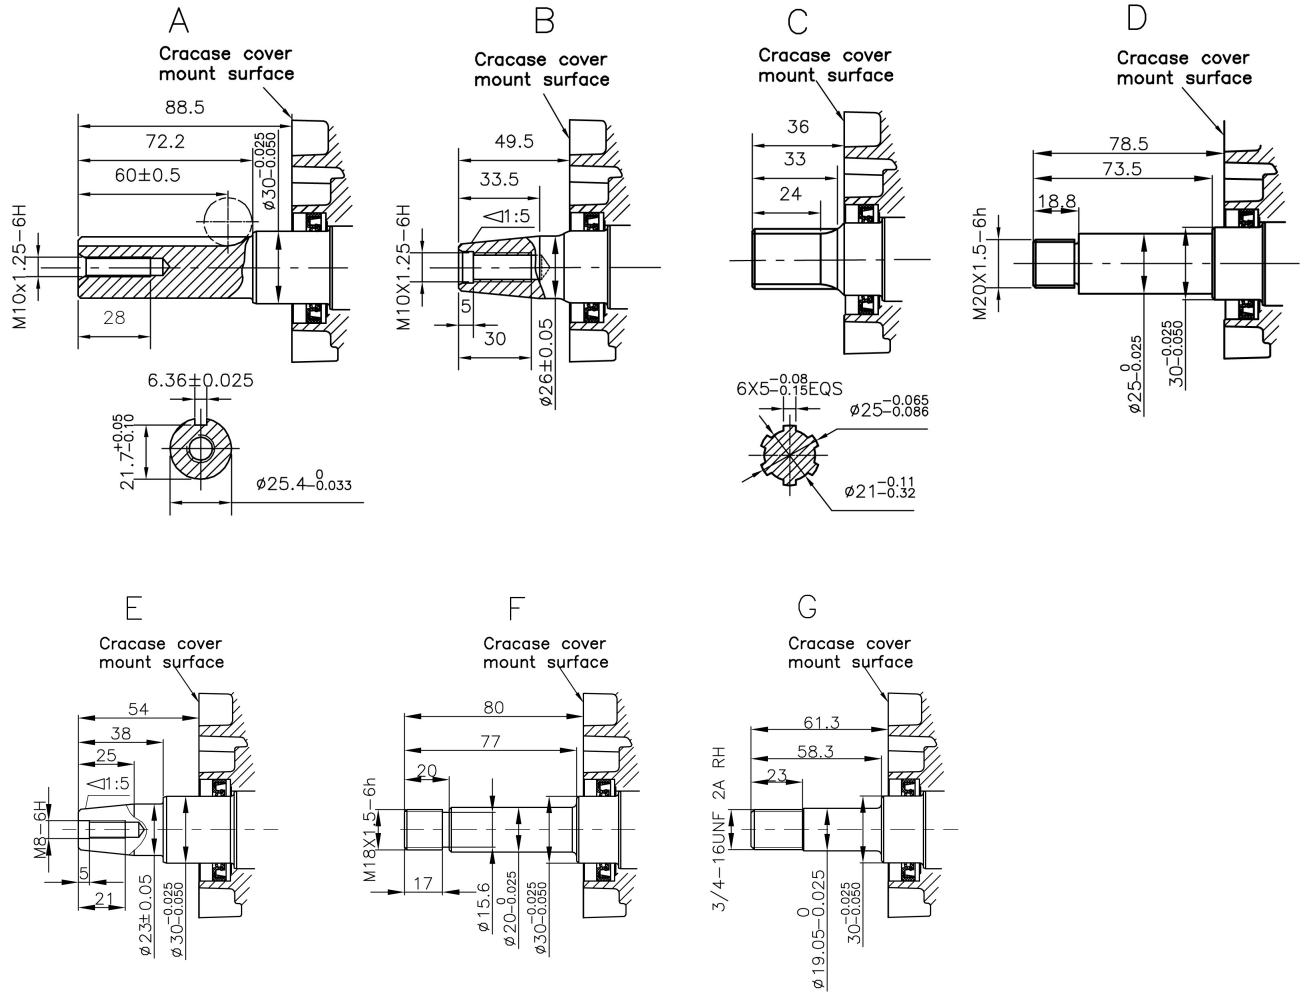 A
Cracase cover
mount surface
88.5
72.2
60±0.5
ø30-0.025
-0.050
M10x1.25-6H
28
6.36±0.025
21.7+0.05
-0.10
ø25.4 0
-0.033
B
Cracase cover
mount surface
49.5
33.5
1:5
M10X1.25-6H
5
30
ø26±0.05
C
Cracase cover
mount surface
36
33
24
6X5-0.08
-0.15EQS
ø25-0.065
-0.086
ø21-0.11
-0.32
D
Cracase cover
mount surface
78.5
73.5
18.8
M20X1.5-6h
ø25 0
-0.025
30-0.025
-0.050
E
Cracase cover
mount surface
54
38
25
1:5
M8-6H
5
21
ø23±0.05
ø30-0.025
-0.050
F
Cracase cover
mount surface
80
77
20
M18X1.5-6h
17
ø15.6
ø20 0
-0.025
ø30-0.025
-0.050
G
Cracase cover
mount surface
61.3
58.3
23
3/4-16UNF 2A RH
ø19.05 0
-0.025
30-0.025
-0.050